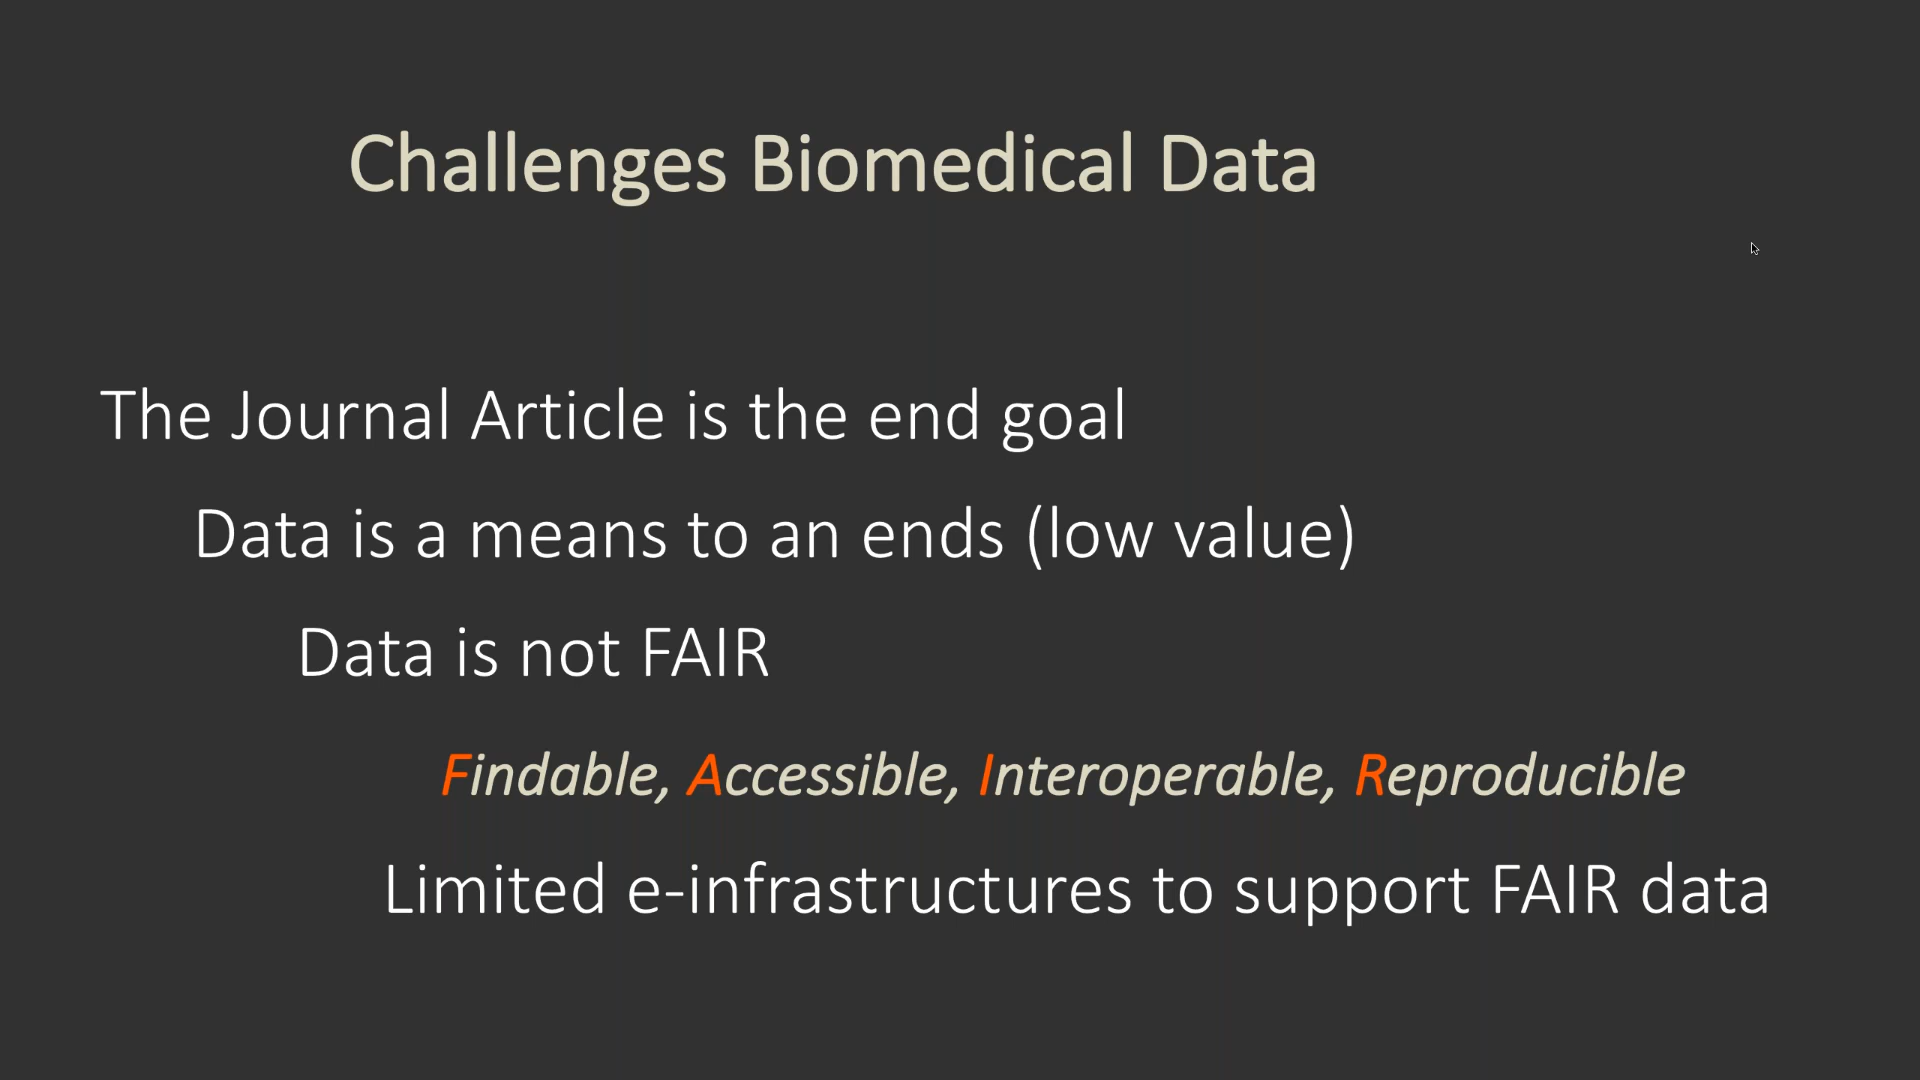 Challenges Biomedical Data
The Journal Article is the end goal
Data is a means to an ends (low value)
Data is not FAIR
Findable, Accessible, Interoperable, Reproducible
Limited e-infrastructures to support FAIR data